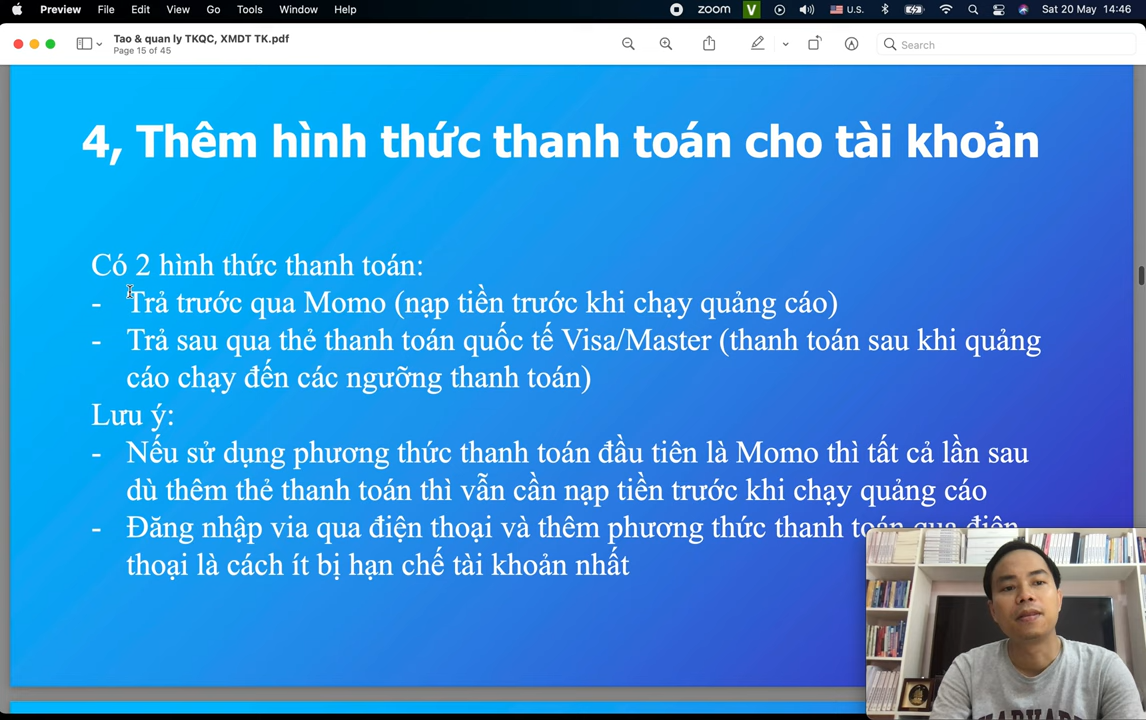 Preview File Edit View Go Tools Window Help zoom V U.S. Sat 20 May 14:46
Tao & quan ly TKQC, XMDT TK.pdf
Page 15 of 45
Search
4, Thêm hình thức thanh toán cho tài khoản
Có 2 hình thức thanh toán:
- Trả trước qua Momo (nạp tiền trước khi chạy quảng cáo)
- Trả sau qua thẻ thanh toán quốc tế Visa/Master (thanh toán sau khi quảng
cáo chạy đến các ngưỡng thanh toán)
Lưu ý:
- Nếu sử dụng phương thức thanh toán đầu tiên là Momo thì tất cả lần sau
dù thêm thẻ thanh toán thì vẫn cần nạp tiền trước khi chạy quảng cáo
- Đăng nhập via qua điện thoại và thêm phương thức thanh toán qua điện
thoại là cách ít bị hạn chế tài khoản nhất